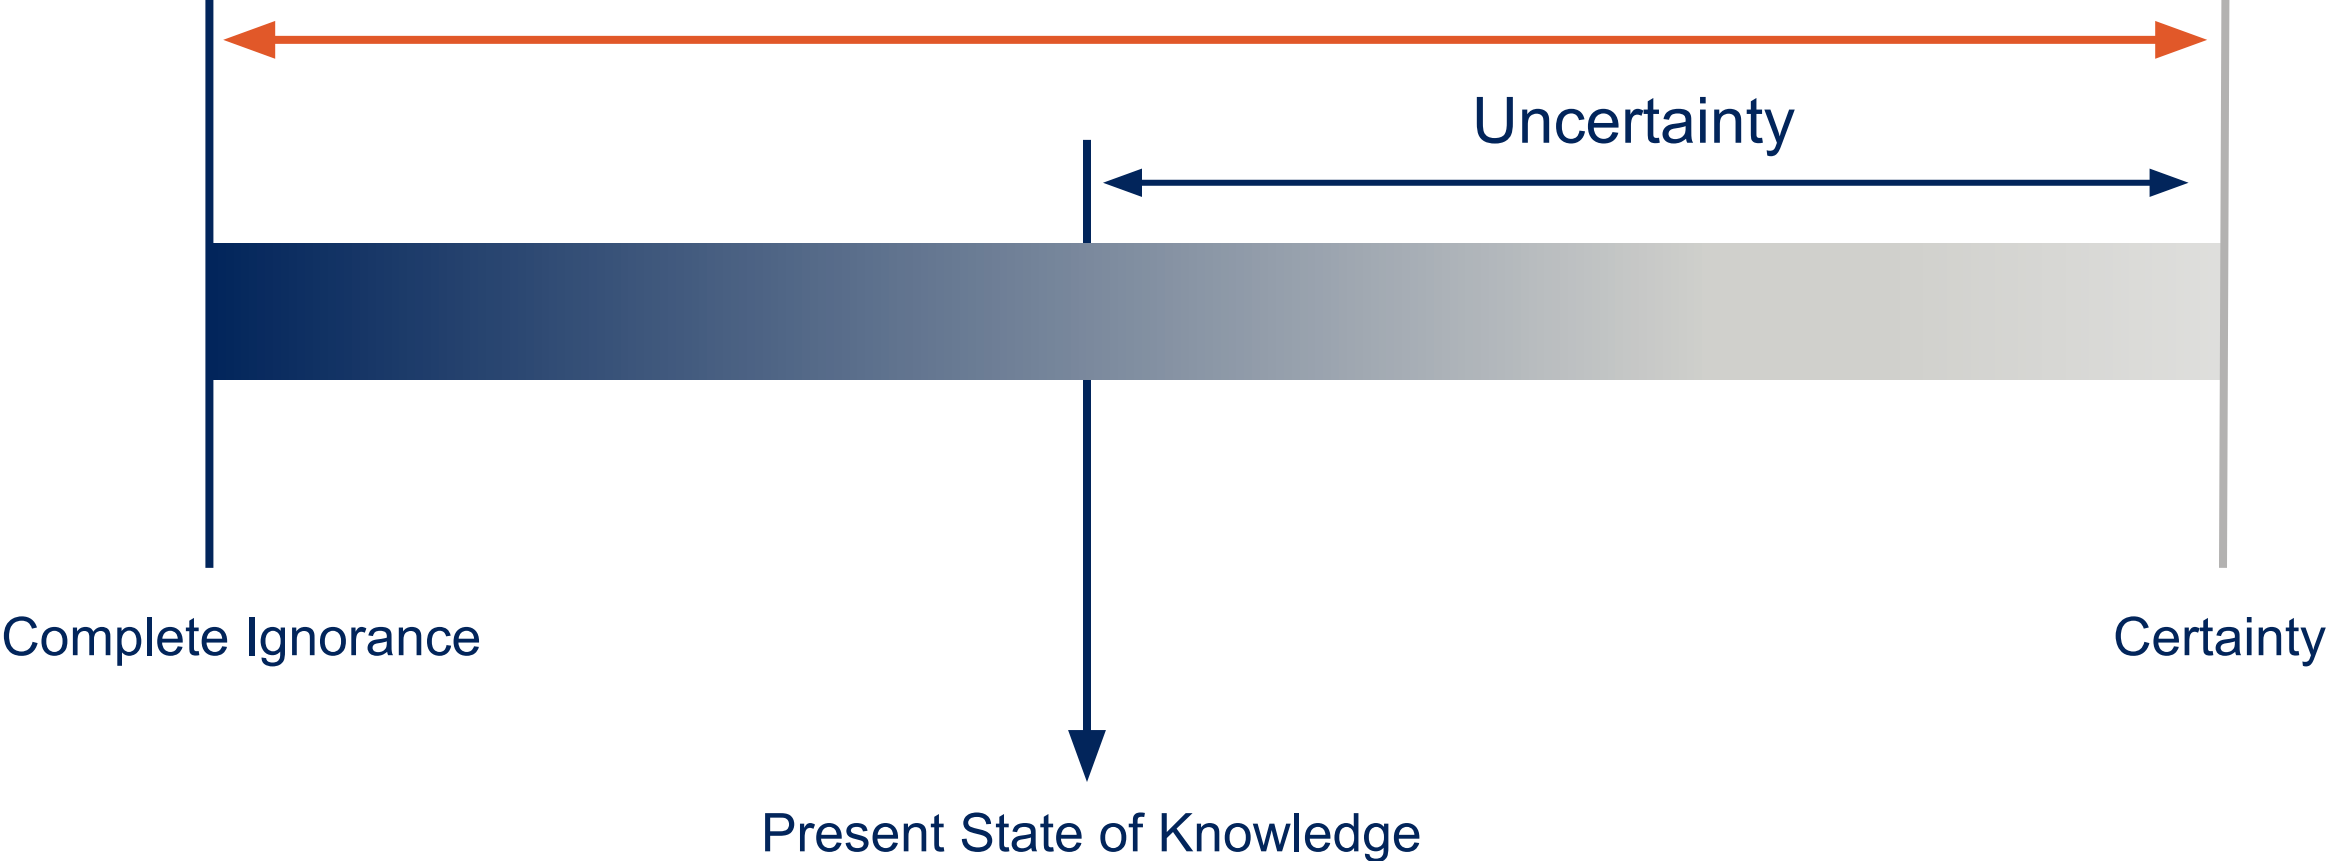 Uncertainty
Complete Ignorance
Certainty
Present State of Knowledge